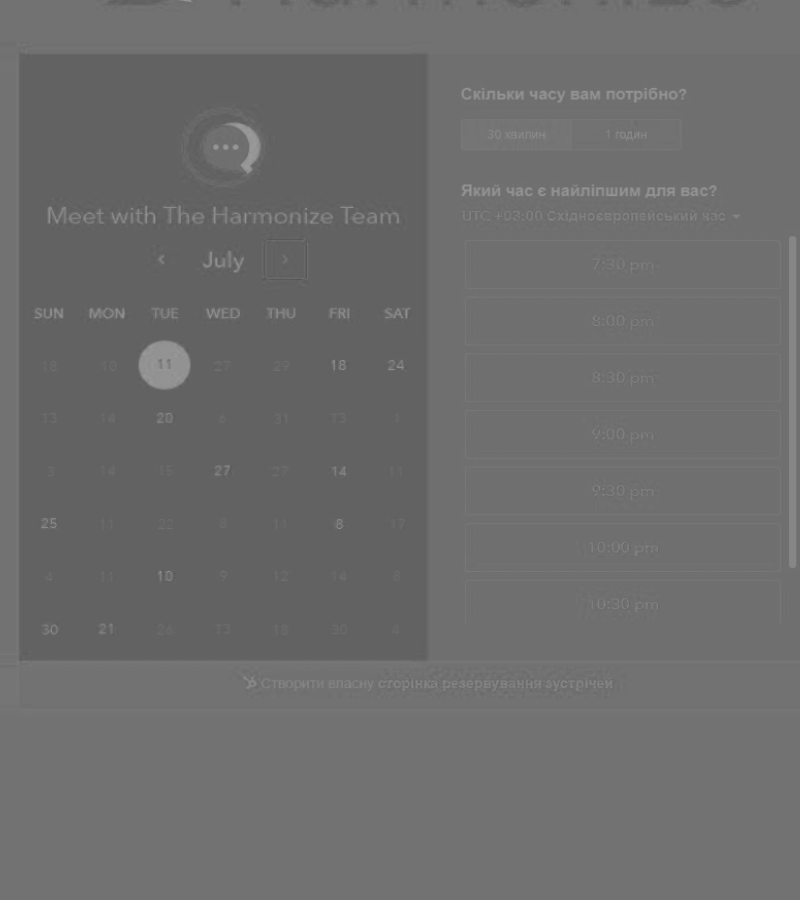 Meet with The Harmonize Team
‹ July ›
SUN MON TUE WED THU FRI SAT
18 10 11 27 29 18 24
13 14 20 6 31 13 1
3 14 15 27 27 14 11
25 11 22 8 11 8 17
4 11 10 9 12 14 8
30 21 26 13 18 30 4
Скільки часу вам потрібно?
30 хвилин 1 годин
Який час є найліпшим для вас?
UTC +03:00 Східноєвропейський час
7:30 pm
8:00 pm
8:30 pm
9:00 pm
9:30 pm
10:00 pm
10:30 pm
Створити власну сторінка резервування зустрічей